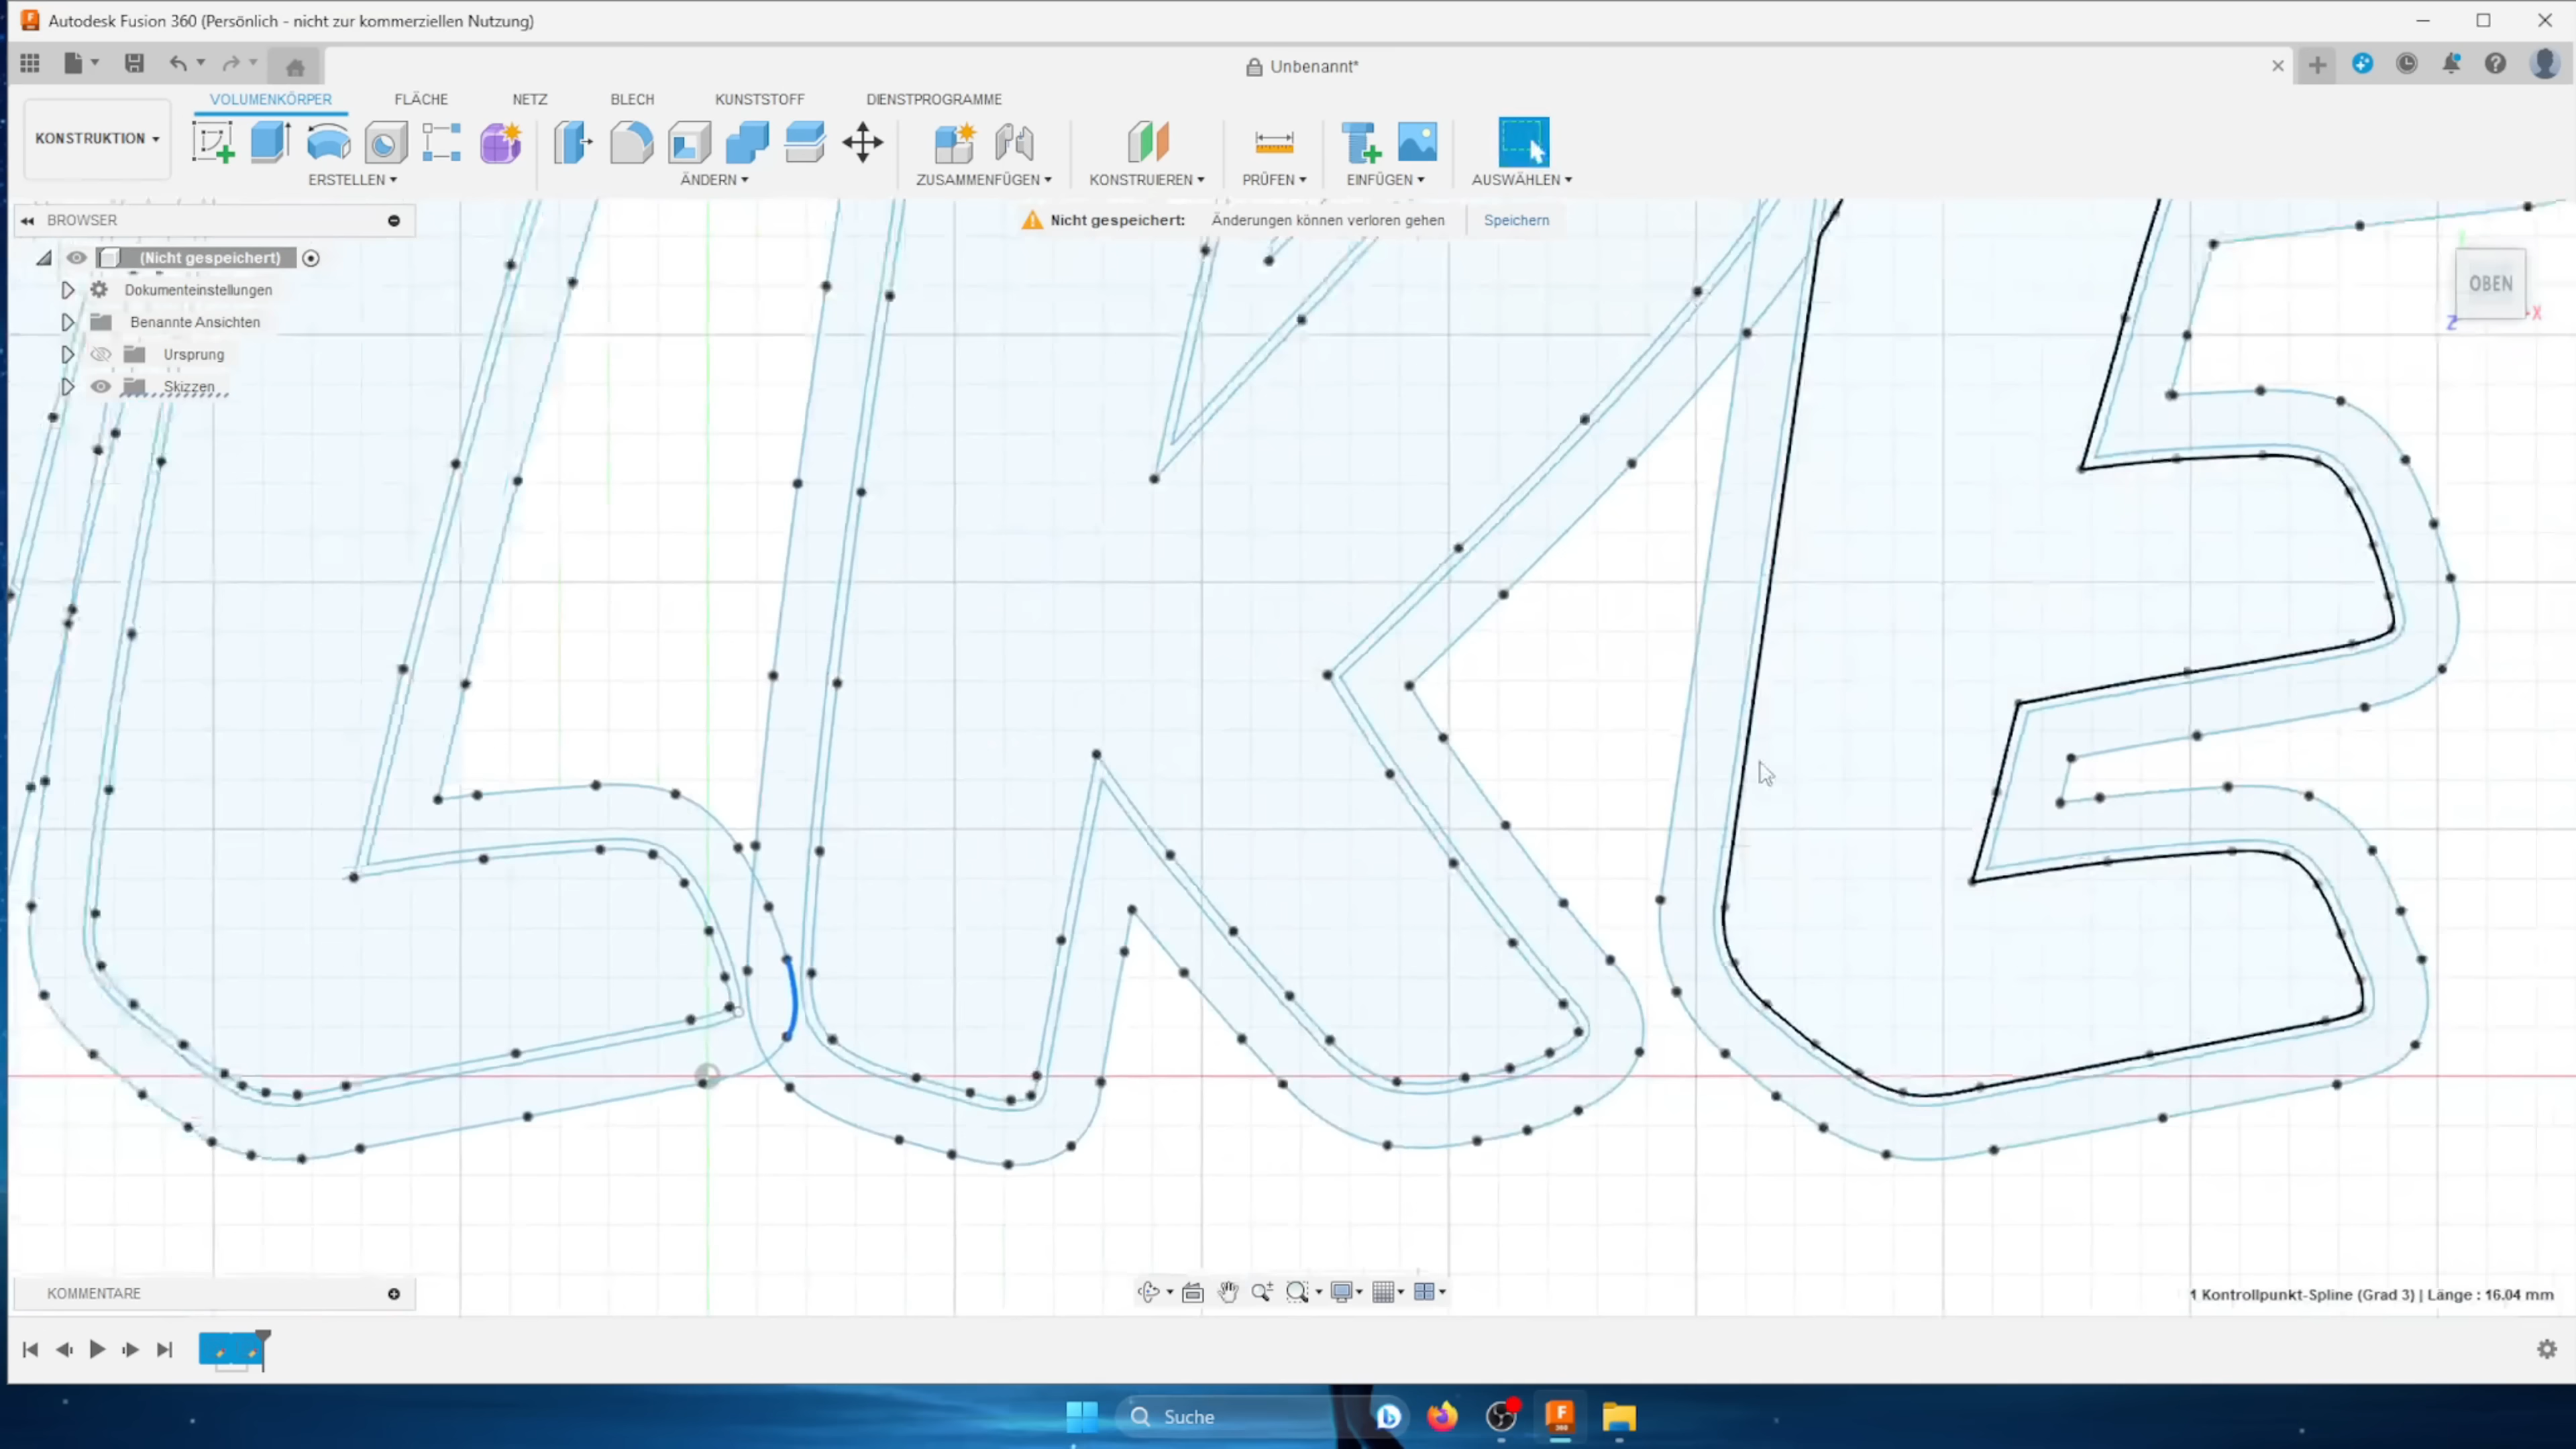 Autodesk Fusion 360 (Persönlich - nicht zur kommerziellen Nutzung)
Unbenannt*
KONSTRUKTION
VOLUMENKÖRPER FLÄCHE NETZ BLECH KUNSTSTOFF DIENSTPROGRAMME
ERSTELLEN ÄNDERN ZUSAMMENFÜGEN KONSTRUIEREN PRÜFEN EINFÜGEN AUSWÄHLEN
BROWSER
Nicht gespeichert: Änderungen können verloren gehen Speichern
(Nicht gespeichert)
Dokumenteinstellungen
Benannte Ansichten
Ursprung
Skizzen
OBEN
Z
X
KOMMENTARE
1 Kontrollpunkt-Spline (Grad 3) | Länge : 16.04 mm
Suche
F
360